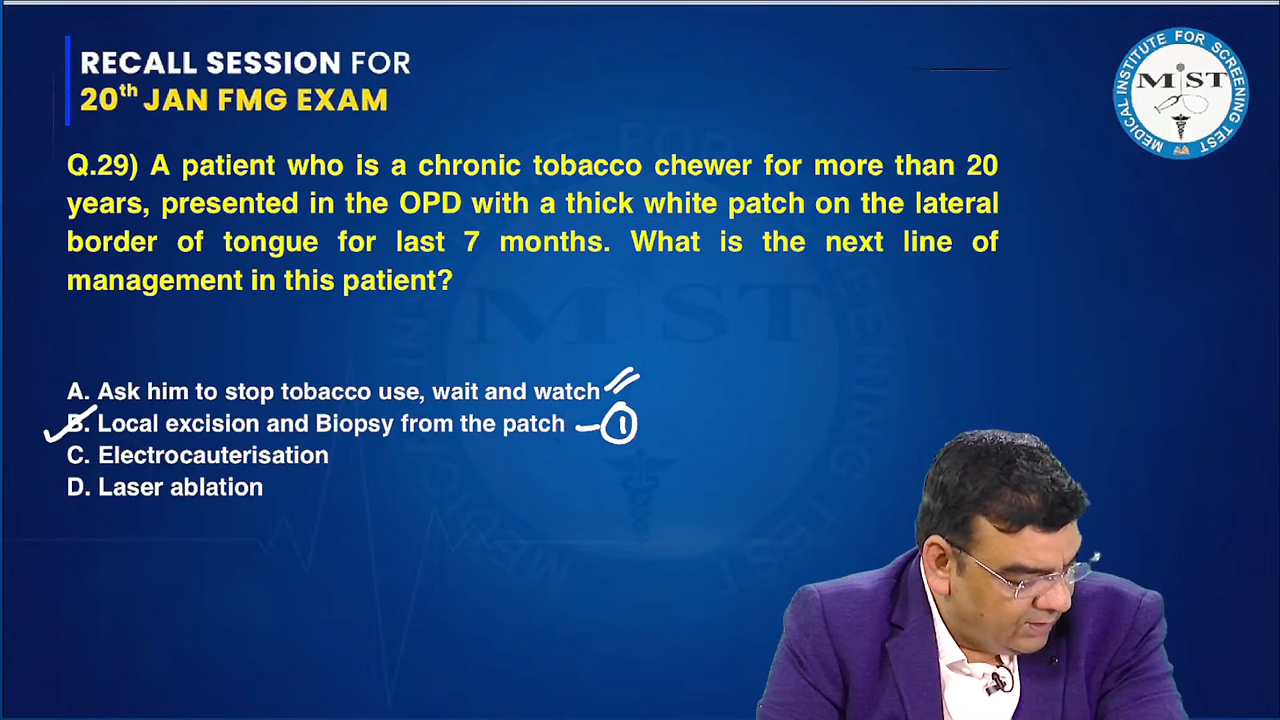 RECALL SESSION FOR
20th JAN FMG EXAM
MEDICAL INSTITUTE FOR SCREENING TEST
MIST
Q.29) A patient who is a chronic tobacco chewer for more than 20
years, presented in the OPD with a thick white patch on the lateral
border of tongue for last 7 months. What is the next line of
management in this patient?
A. Ask him to stop tobacco use, wait and watch
B. Local excision and Biopsy from the patch – 1
C. Electrocauterisation
D. Laser ablation